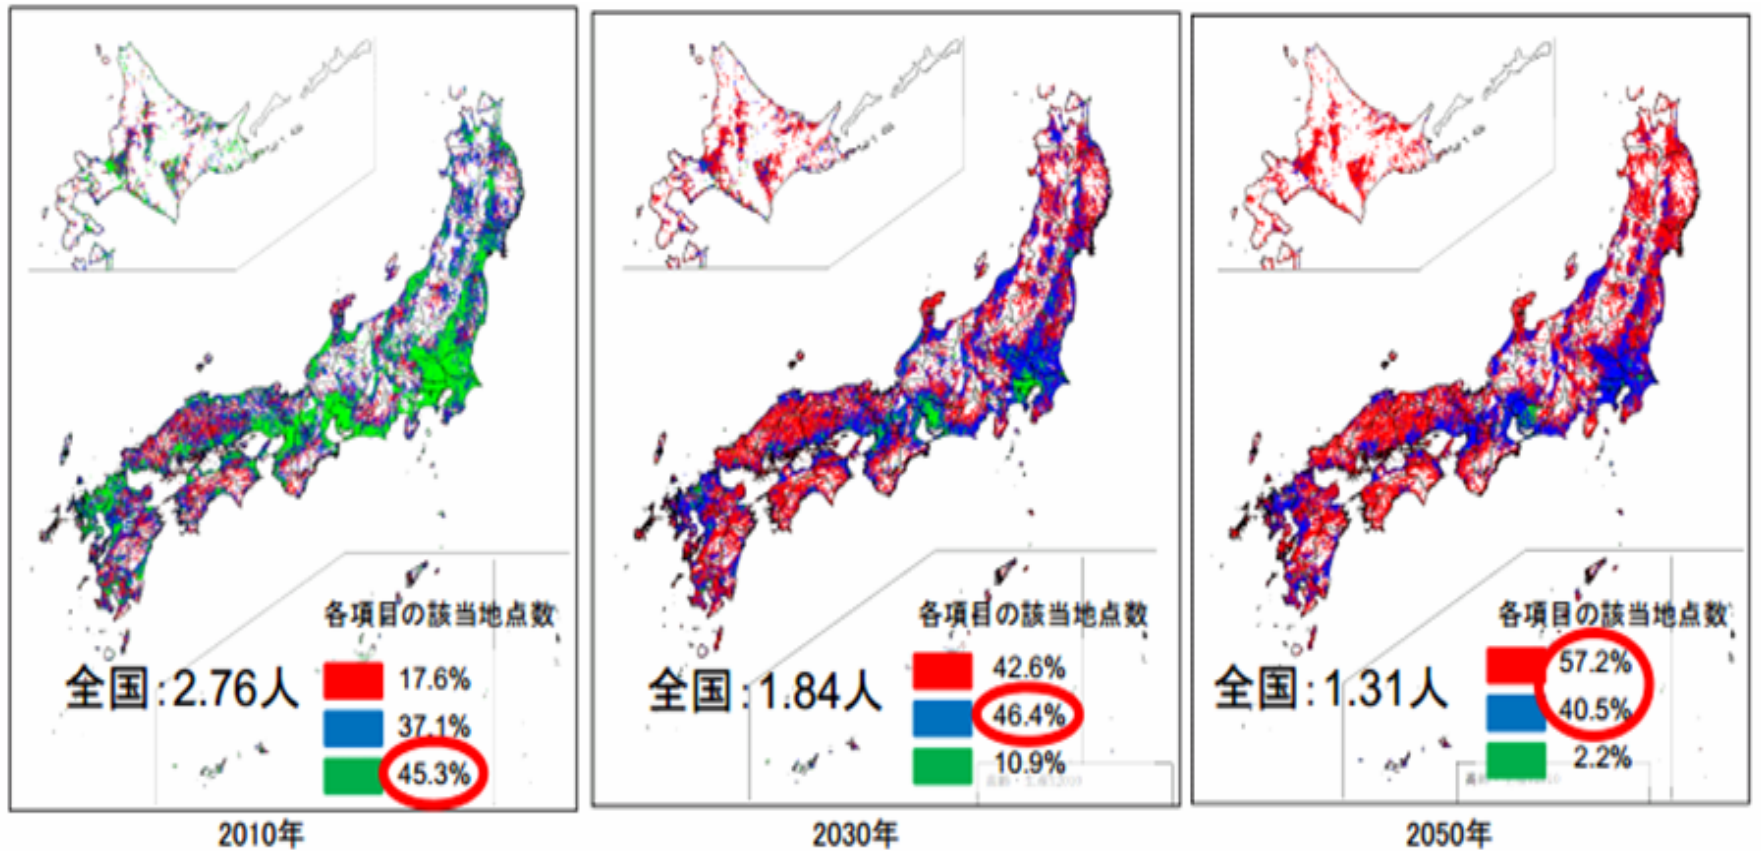 各項目の該当地点数
全国:2.76人
17.6%
37.1%
45.3%
2010年
各項目の該当地点数
全国:1.84人
42.6%
46.4%
10.9%
2030年
各項目の該当地点数
全国:1.31人
57.2%
40.5%
2.2%
2050年